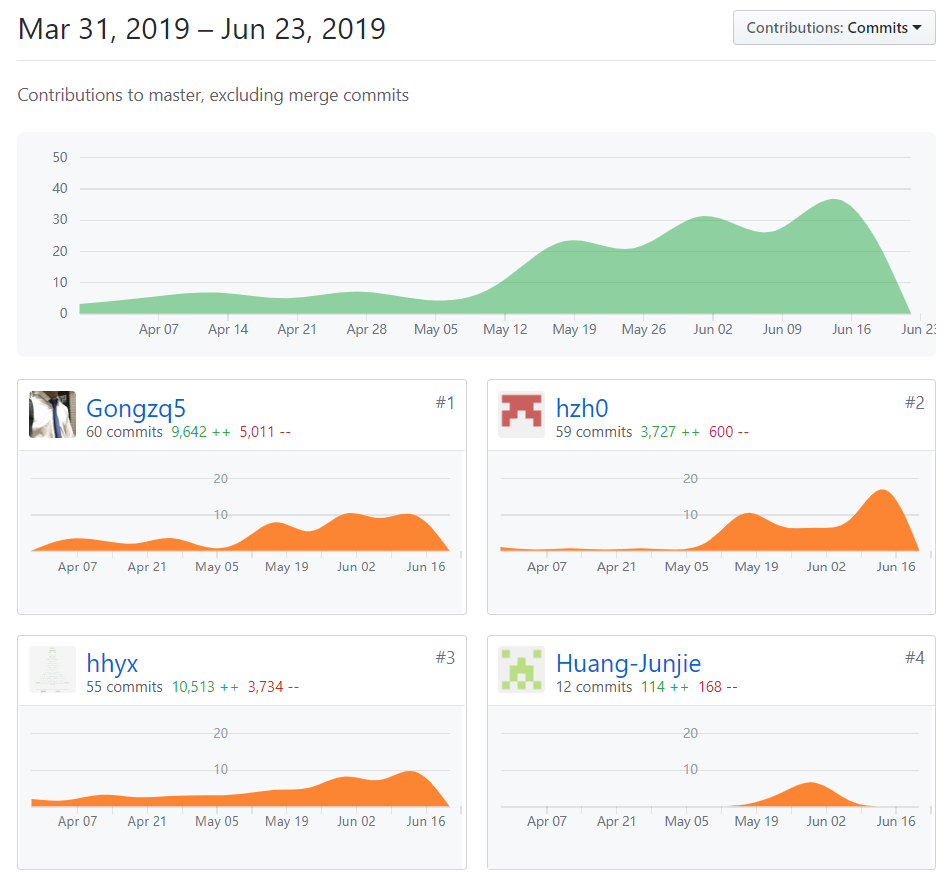 Mar 31, 2019 – Jun 23, 2019
Contributions: Commits
Contributions to master, excluding merge commits
50
40
30
20
10
0
Apr 07 Apr 14 Apr 21 Apr 28 May 05 May 12 May 19 May 26 Jun 02 Jun 09 Jun 16 Jun 23
Gongzq5 #1
60 commits 9,642 ++ 5,011 --
20
10
Apr 07 Apr 21 May 05 May 19 Jun 02 Jun 16
hzh0 #2
59 commits 3,727 ++ 600 --
20
10
Apr 07 Apr 21 May 05 May 19 Jun 02 Jun 16
hhyx #3
55 commits 10,513 ++ 3,734 --
20
10
Apr 07 Apr 21 May 05 May 19 Jun 02 Jun 16
Huang-Junjie #4
12 commits 114 ++ 168 --
20
10
Apr 07 Apr 21 May 05 May 19 Jun 02 Jun 16